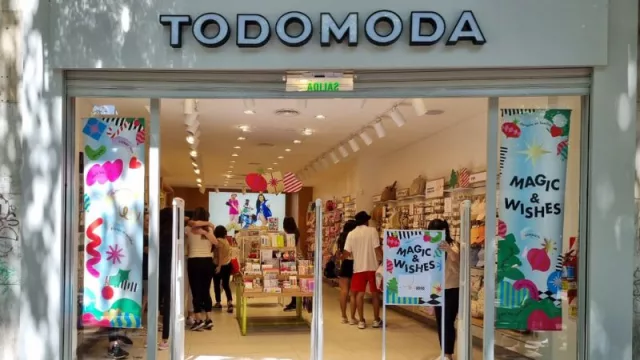 TODOMODA
SALIDA
MAGIC
&
WISHES
MAGIC
&
WISHES